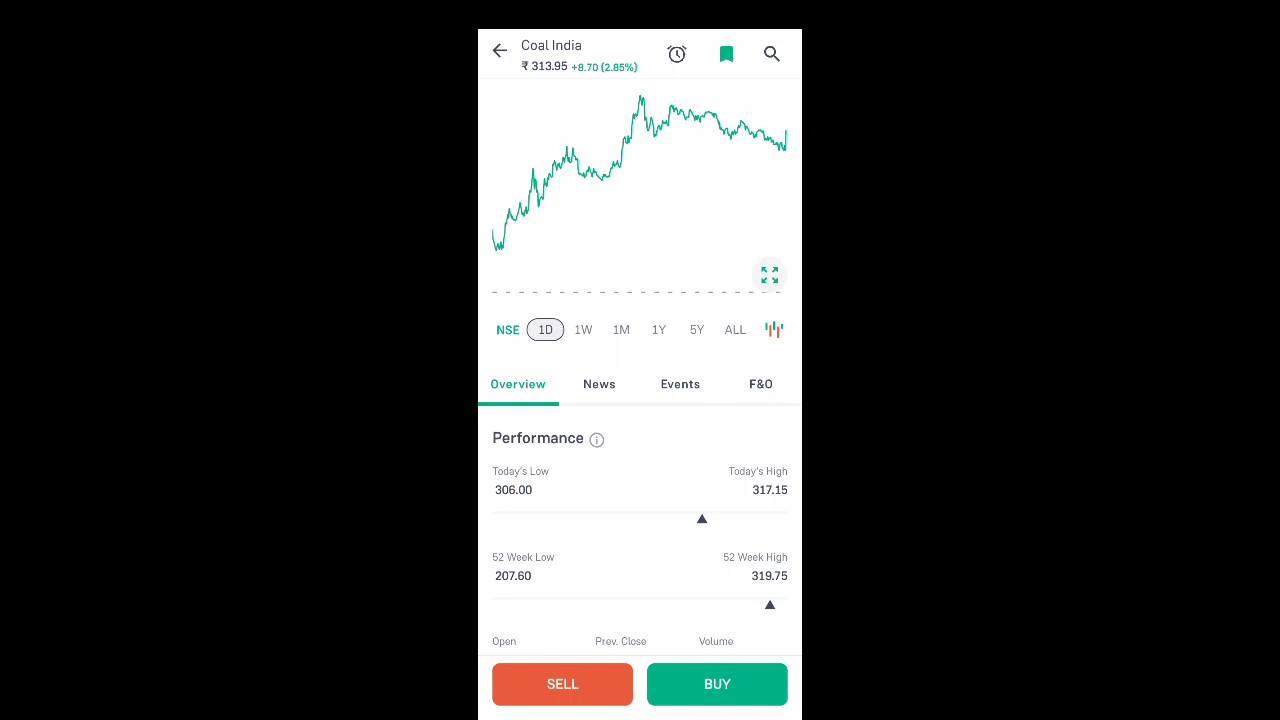 Coal India
₹ 313.95 +8.70 (2.85%)
NSE 1D 1W 1M 1Y 5Y ALL
Overview News Events F&O
Performance
Today's Low Today's High
306.00 317.15
52 Week Low 52 Week High
207.60 319.75
Open Prev. Close Volume
SELL BUY